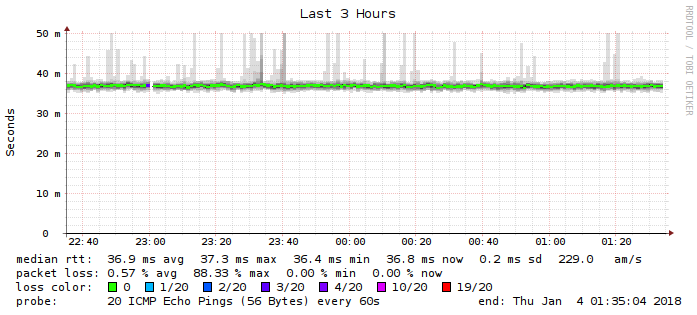 Last 3 Hours
RRDTOOL / TOBI OETIKER
Seconds
50 m
40 m
30 m
20 m
10 m
0
22:40 23:00 23:20 23:40 00:00 00:20 00:40 01:00 01:20
median rtt: 36.9 ms avg 37.3 ms max 36.4 ms min 36.8 ms now 0.2 ms sd 229.0 am/s
packet loss: 0.57 % avg 88.33 % max 0.00 % min 0.00 % now
loss color: 0 1/20 2/20 3/20 4/20 10/20 19/20
probe: 20 ICMP Echo Pings (56 Bytes) every 60s end: Thu Jan 4 01:35:04 2018